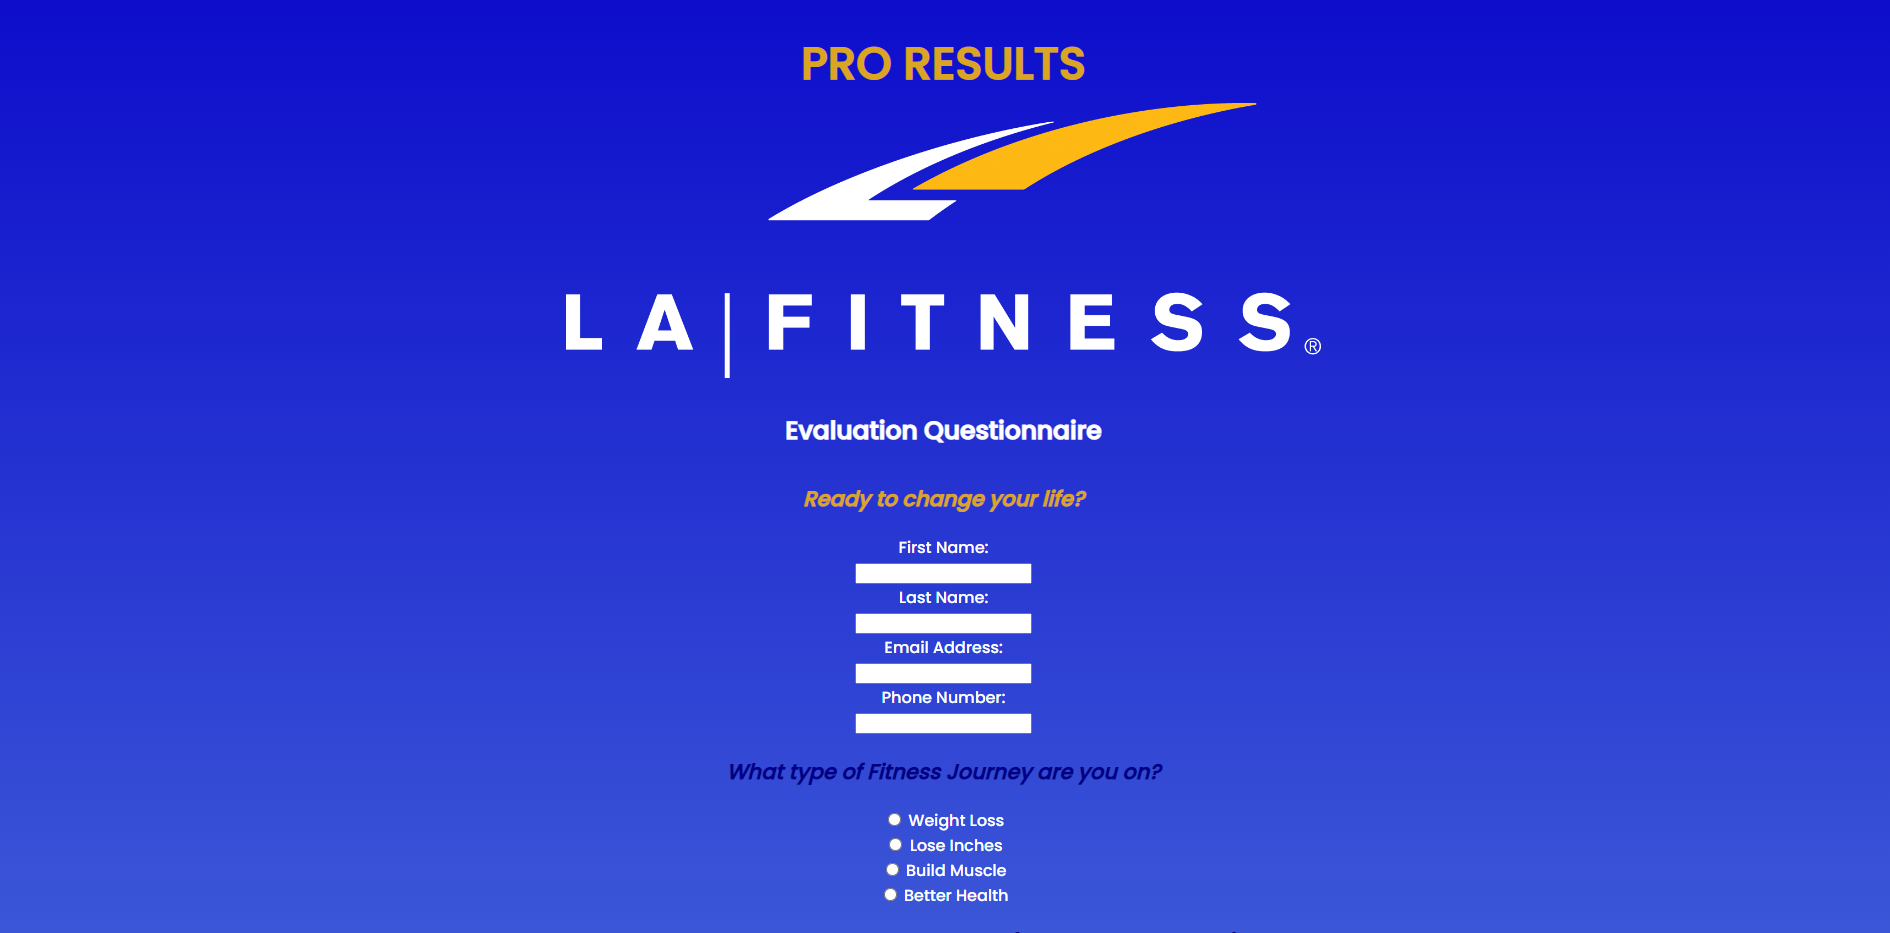 PRO RESULTS
LA|FITNESS®
Evaluation Questionnaire
Ready to change your life?
First Name:
Last Name:
Email Address:
Phone Number:
What type of Fitness Journey are you on?
Weight Loss
Lose Inches
Build Muscle
Better Health